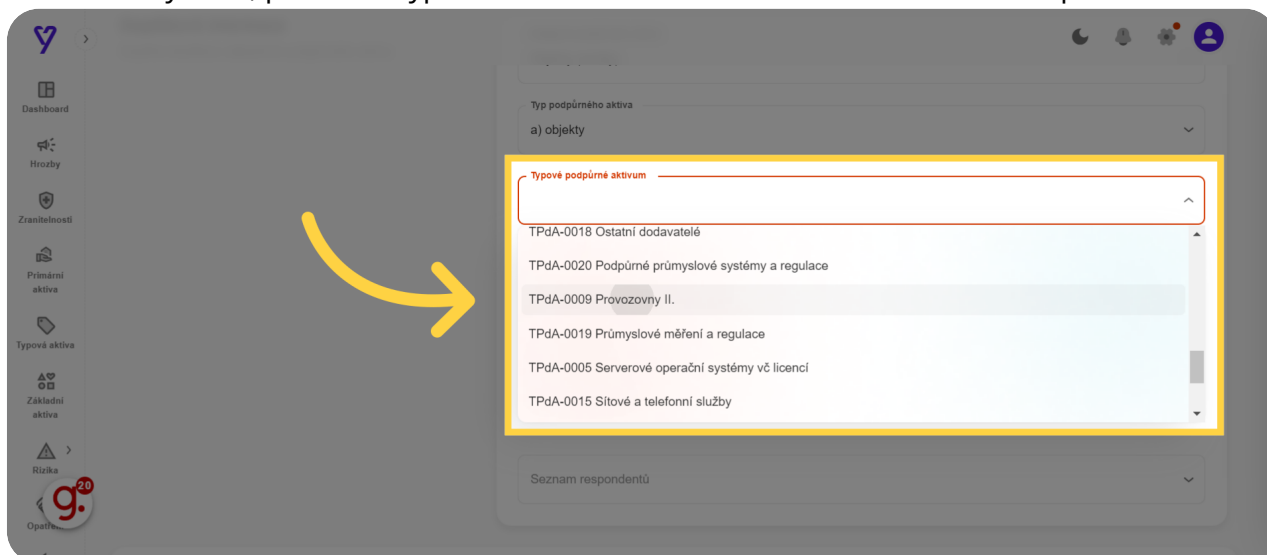 Typ podpůrného aktiva
a) objekty
Dashboard
Hrozby
Zranitelnosti
Primární
aktiva
Typová aktiva
Základní
aktiva
Rizika
20
g.
Typové podpůrné aktivum
TPdA-0018 Ostatní dodavatelé
TPdA-0020 Podpůrné průmyslové systémy a regulace
TPdA-0009 Provozovny II.
TPdA-0019 Průmyslové měření a regulace
TPdA-0005 Serverové operační systémy vč licencí
TPdA-0015 Síťové a telefonní služby
Seznam respondentů